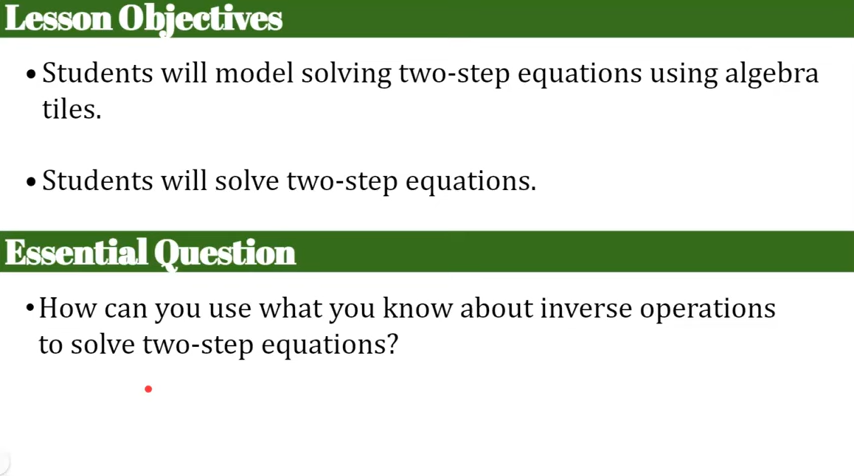 Lesson Objectives
•Students will model solving two-step equations using algebra
tiles.
•Students will solve two-step equations.
Essential Question
•How can you use what you know about inverse operations
to solve two-step equations?